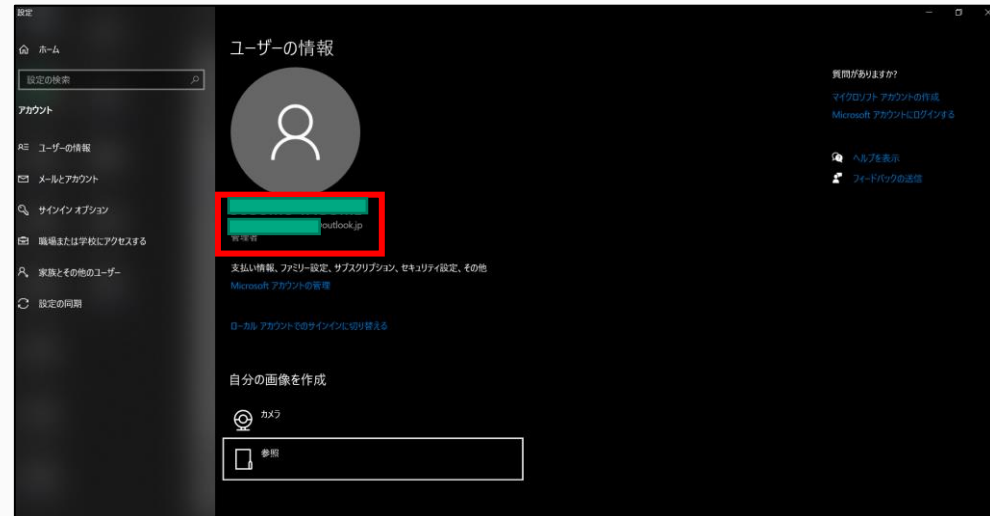 設定
ホーム
設定の検索
アカウント
ユーザーの情報
メールとアカウント
サインイン オプション
職場または学校にアクセスする
家族とその他のユーザー
設定の同期
ユーザーの情報
outlook.jp
管理者
支払い情報、ファミリー設定、サブスクリプション、セキュリティ設定、その他
Microsoft アカウントの管理
ローカル アカウントでのサインインに切り替える
自分の画像を作成
カメラ
参照
質問がありますか?
マイクロソフト アカウントの作成
Microsoft アカウントにログインする
ヘルプを表示
フィードバックの送信